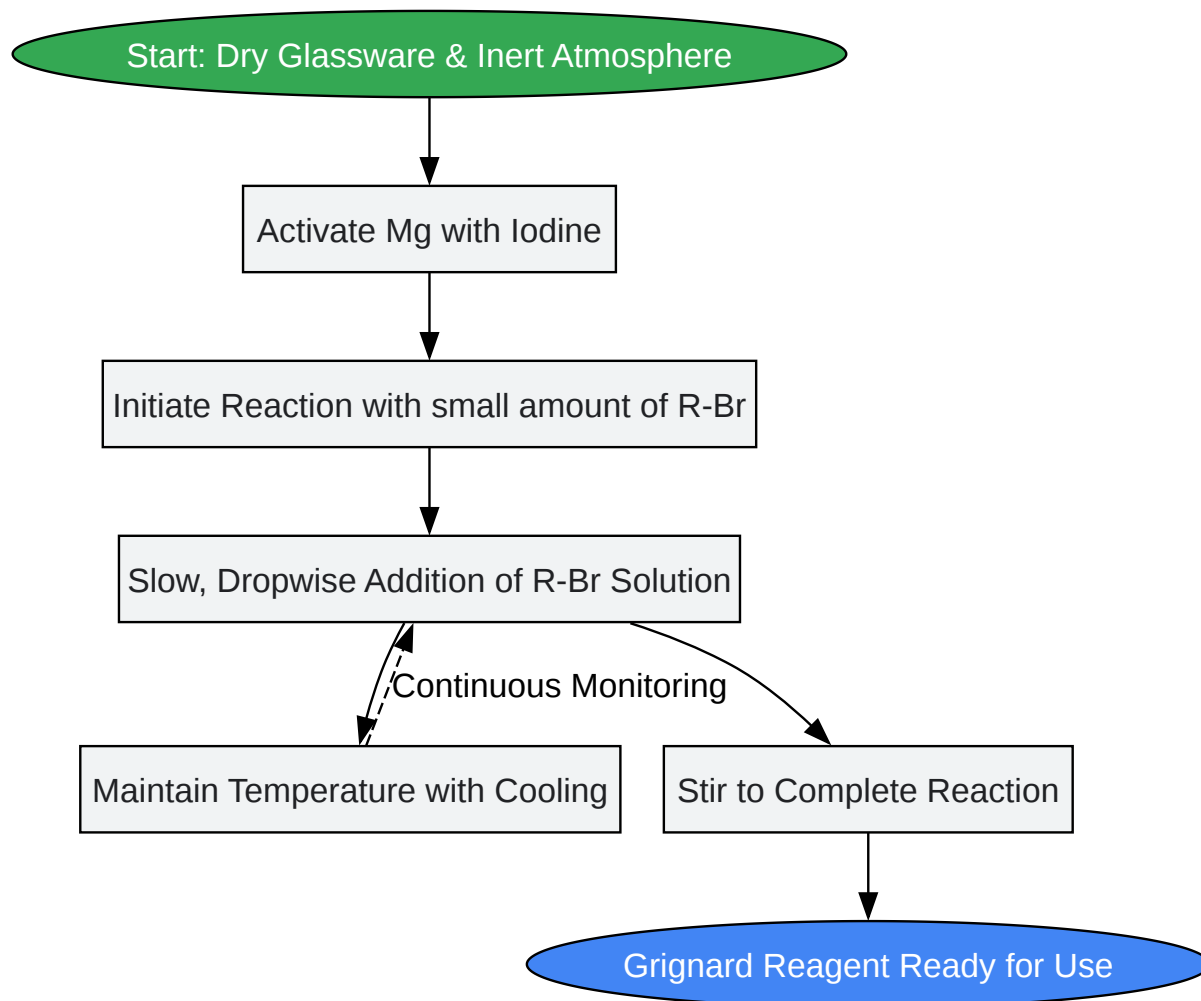 Start: Dry Glassware & Inert Atmosphere
Activate Mg with Iodine
Initiate Reaction with small amount of R-Br
Slow, Dropwise Addition of R-Br Solution
Continuous Monitoring
Maintain Temperature with Cooling
Stir to Complete Reaction
Grignard Reagent Ready for Use